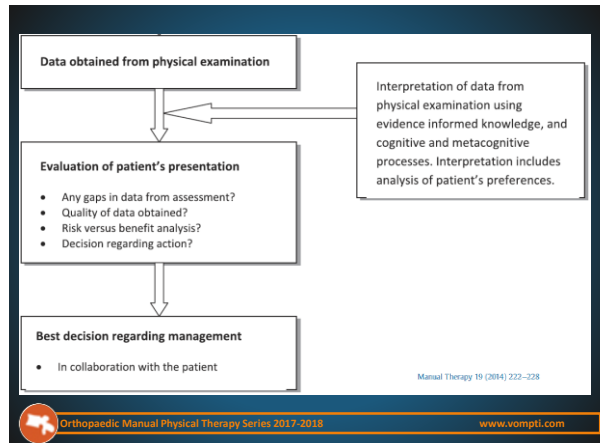 Data obtained from physical examination
Interpretation of data from
physical examination using
evidence informed knowledge, and
cognitive and metacognitive
processes. Interpretation includes
analysis of patient's preferences.
Evaluation of patient's presentation
• Any gaps in data from assessment?
• Quality of data obtained?
• Risk versus benefit analysis?
• Decision regarding action?
Best decision regarding management
• In collaboration with the patient
Manual Therapy 19 (2014) 222–228
Orthopaedic Manual Physical Therapy Series 2017-2018
www.vompti.com